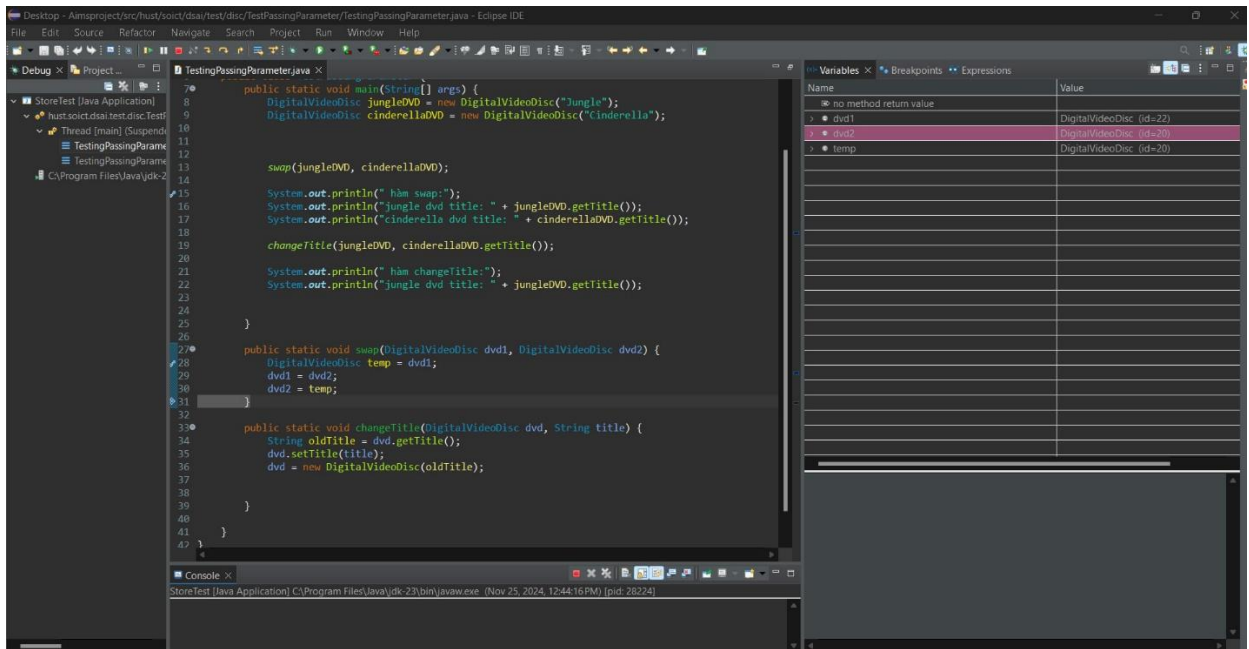 Desktop - Aimsproject/src/hust/soict/dsai/test/disc/TestPassingParameter/TestingPassingParameter.java - Eclipse IDE
File Edit Source Refactor Navigate Search Project Run Window Help
Debug Project ...
StoreTest [Java Application]
hust.soict.dsai.test.disc.TestF
Thread [main] (Suspende
TestingPassingParame
TestingPassingParame
C:\Program Files\Java\jdk-2
TestingPassingParameter.java
7 public static void main(String[] args) {
8 DigitalVideoDisc jungleDVD = new DigitalVideoDisc("Jungle");
9 DigitalVideoDisc cinderellaDVD = new DigitalVideoDisc("Cinderella");
10
11
12
13 swap(jungleDVD, cinderellaDVD);
14
15 System.out.println(" hàm swap:");
16 System.out.println("jungle dvd title: " + jungleDVD.getTitle());
17 System.out.println("cinderella dvd title: " + cinderellaDVD.getTitle());
18
19 changeTitle(jungleDVD, cinderellaDVD.getTitle());
20
21 System.out.println(" hàm changeTitle:");
22 System.out.println("jungle dvd title: " + jungleDVD.getTitle());
23
24
25 }
26
27 public static void swap(DigitalVideoDisc dvd1, DigitalVideoDisc dvd2) {
28 DigitalVideoDisc temp = dvd1;
29 dvd1 = dvd2;
30 dvd2 = temp;
31 }
32
33 public static void changeTitle(DigitalVideoDisc dvd, String title) {
34 String oldTitle = dvd.getTitle();
35 dvd.setTitle(title);
36 dvd = new DigitalVideoDisc(oldTitle);
37
38
39 }
40
41 }
42 }
Variables Breakpoints Expressions
Name Value
no method return value
dvd1 DigitalVideoDisc (id=22)
dvd2 DigitalVideoDisc (id=20)
temp DigitalVideoDisc (id=20)
Console
StoreTest [Java Application] C:\Program Files\Java\jdk-23\bin\javaw.exe (Nov 25, 2024, 12:44:16 PM) [pid: 28224]